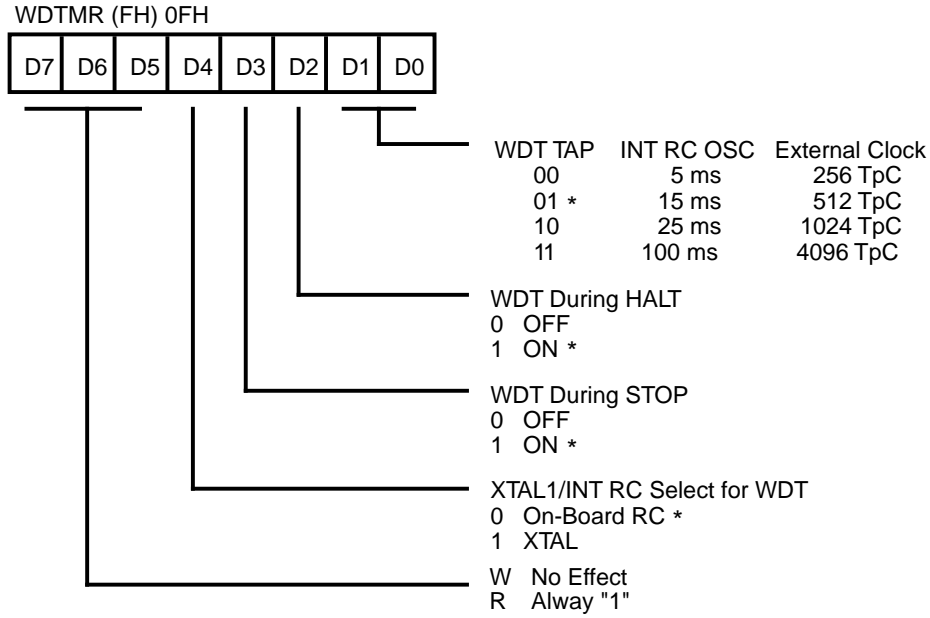 WDTMR (FH) 0FH
D7 D6 D5 D4 D3 D2 D1 D0
WDT TAP INT RC OSC External Clock
00 5 ms 256 TpC
01 * 15 ms 512 TpC
10 25 ms 1024 TpC
11 100 ms 4096 TpC
WDT During HALT
0 OFF
1 ON *
WDT During STOP
0 OFF
1 ON *
XTAL1/INT RC Select for WDT
0 On-Board RC *
1 XTAL
W No Effect
R Alway "1"